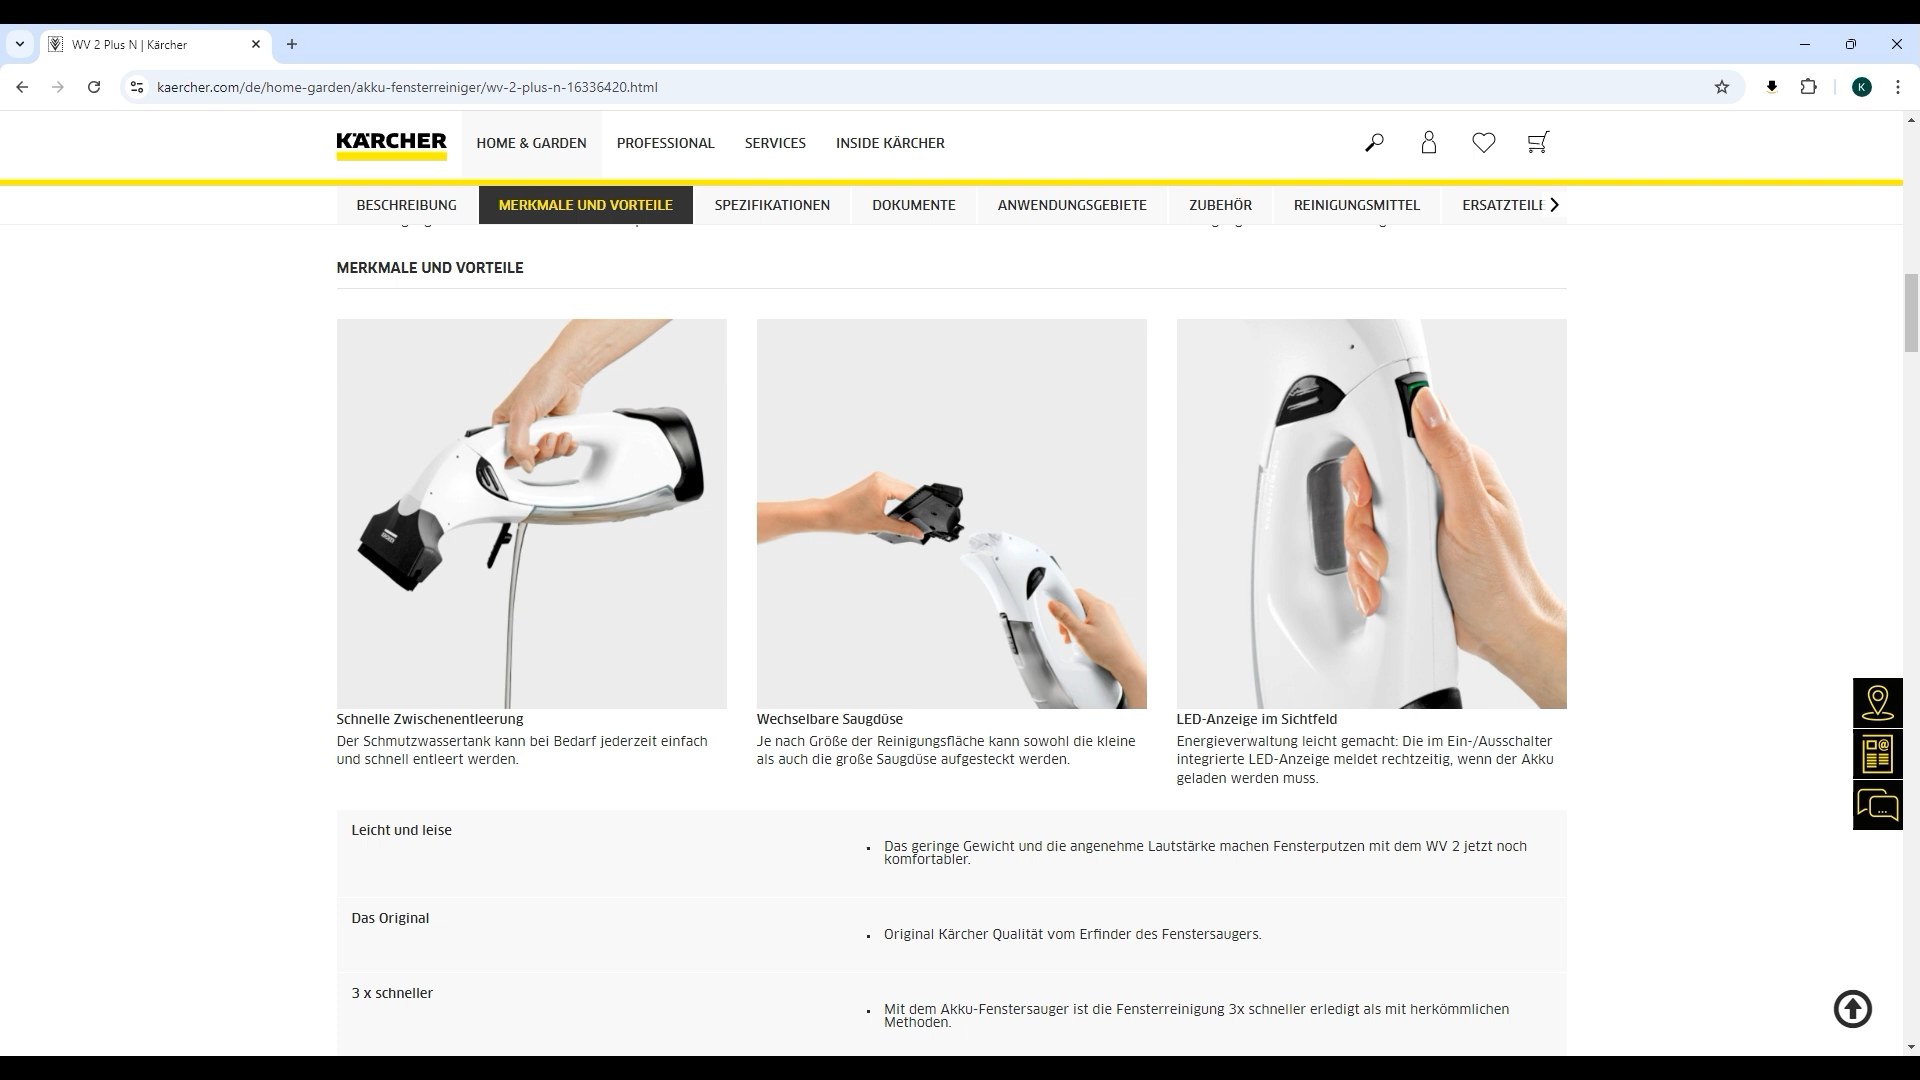 WV 2 Plus N | Kärcher
kaercher.com/de/home-garden/akku-fensterreiniger/wv-2-plus-n-16336420.html
K
KÄRCHER
HOME & GARDEN
PROFESSIONAL
SERVICES
INSIDE KÄRCHER
BESCHREIBUNG
MERKMALE UND VORTEILE
SPEZIFIKATIONEN
DOKUMENTE
ANWENDUNGSGEBIETE
ZUBEHÖR
REINIGUNGSMITTEL
ERSATZTEILE
MERKMALE UND VORTEILE
Schnelle Zwischenentleerung
Der Schmutzwassertank kann bei Bedarf jederzeit einfach
und schnell entleert werden.
Wechselbare Saugdüse
Je nach Größe der Reinigungsfläche kann sowohl die kleine
als auch die große Saugdüse aufgesteckt werden.
LED-Anzeige im Sichtfeld
Energieverwaltung leicht gemacht: Die im Ein-/Ausschalter
integrierte LED-Anzeige meldet rechtzeitig, wenn der Akku
geladen werden muss.
Leicht und leise
Das geringe Gewicht und die angenehme Lautstärke machen Fensterputzen mit dem WV 2 jetzt noch
komfortabler.
Das Original
Original Kärcher Qualität vom Erfinder des Fenstersaugers.
3 x schneller
Mit dem Akku-Fenstersauger ist die Fensterreinigung 3x schneller erledigt als mit herkömmlichen
Methoden.